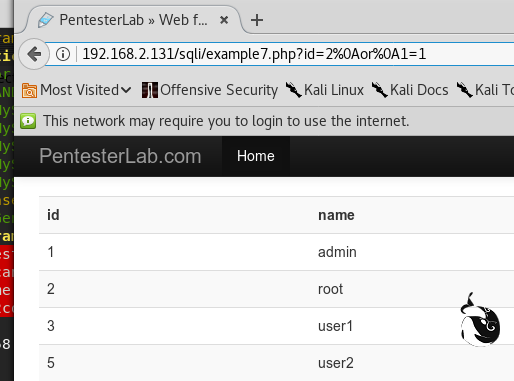 PentesterLab » Web f...
192.168.2.131/sqli/example7.php?id=2%0Aor%0A1=1
Most Visited Offensive Security Kali Linux Kali Docs Kali To
This network may require you to login to use the internet.
PentesterLab.com Home
id name
1 admin
2 root
3 user1
5 user2